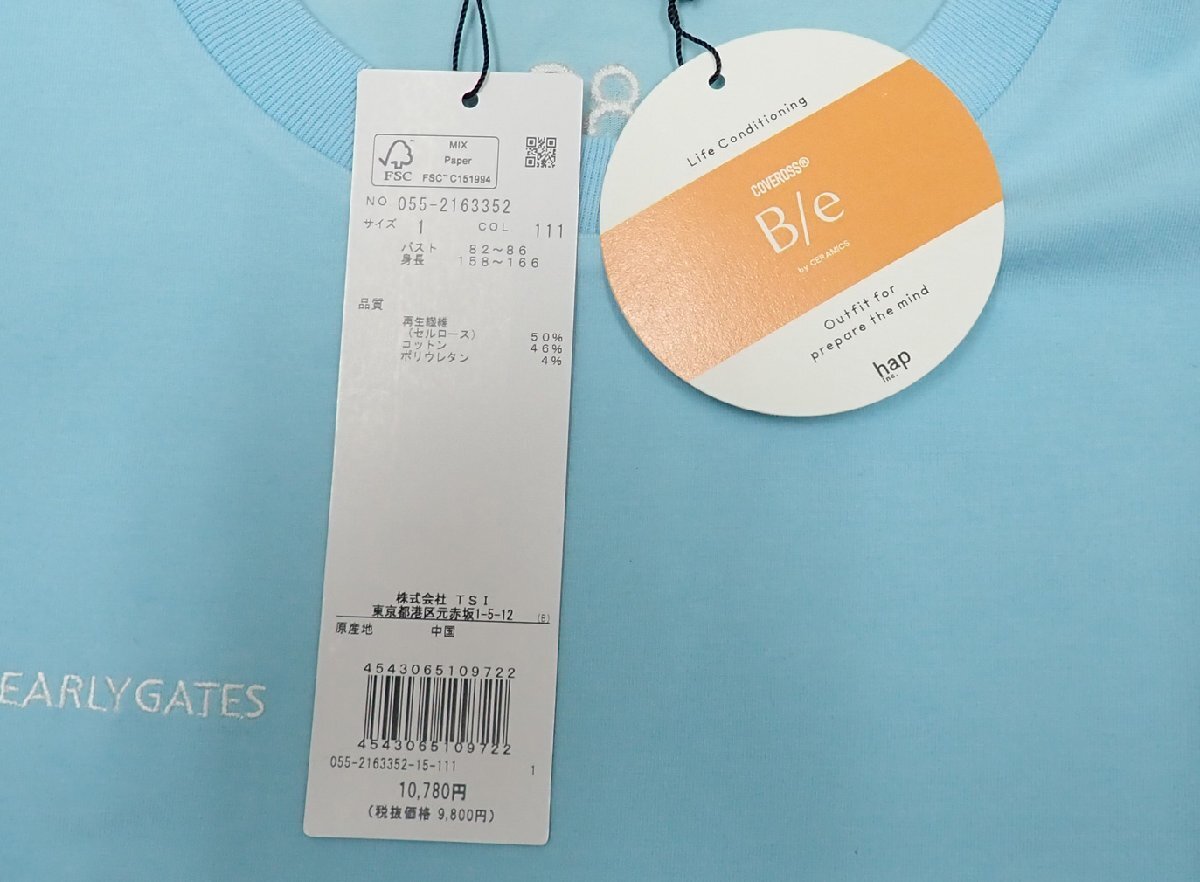 MIX
Paper
FSC™ C151994
FSC
NO 055-2163352
サイズ 1 COL 111
バスト 82～86
身長 158～166
品質
再生繊維
（セルロース） 50%
コットン 46%
ポリウレタン 4%
株式会社 TSI
東京都港区元赤坂1-5-12 (6)
原産地 中国
4543065109722
4543065109722
055-2163352-15-111 1
10,780円
(税抜価格 9,800円)
Life Conditioning
COVEROSS®
B/e
by CERAMICS
Outfit for
prepare the mind
hap
inc.
EARLY GATES